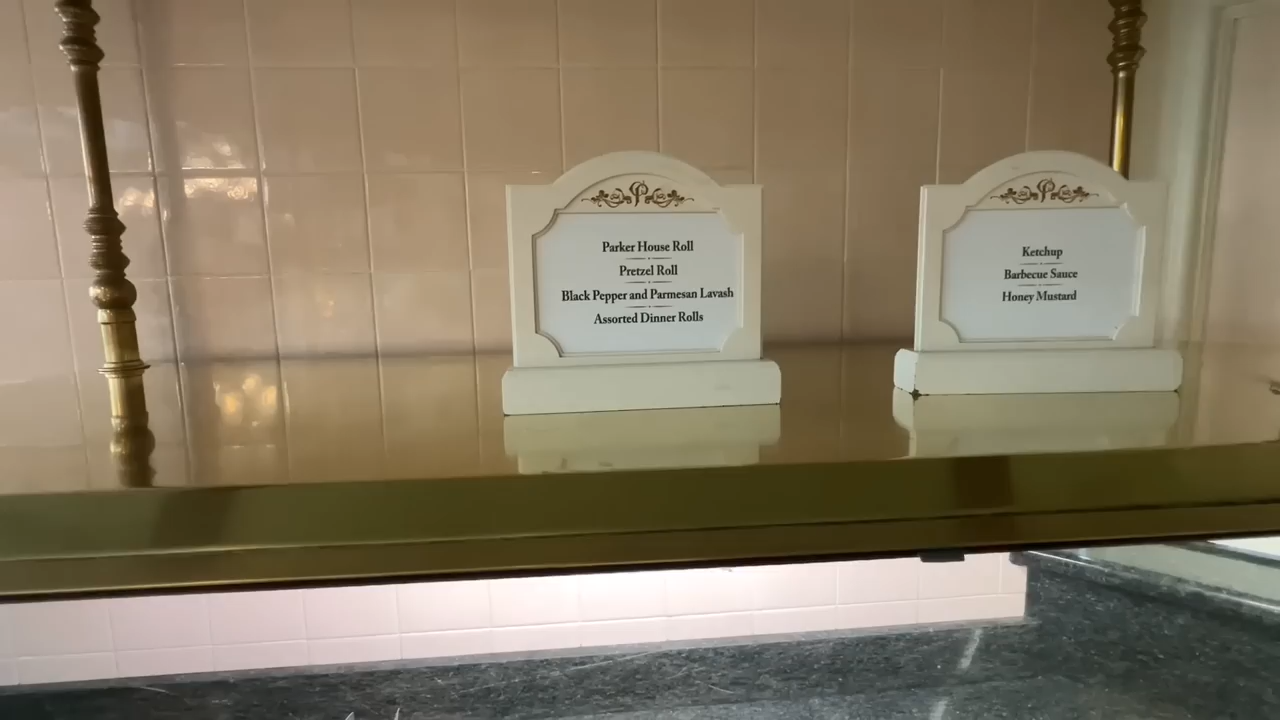 Parker House Roll
Pretzel Roll
Black Pepper and Parmesan Lavash
Assorted Dinner Rolls
Ketchup
Barbecue Sauce
Honey Mustard